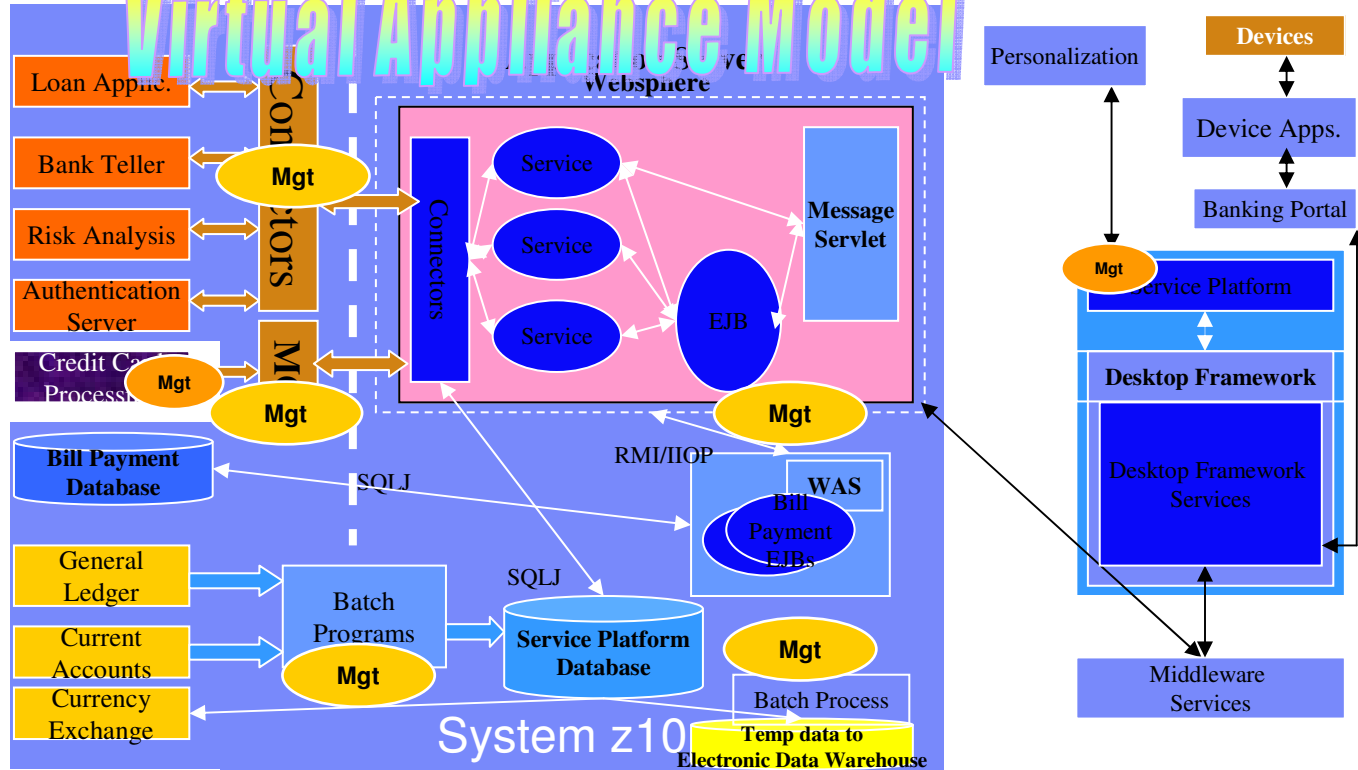 Virtual Appliance Model
Websphere
Loan Applic.
Bank Teller
Risk Analysis
Authentication
Server
Credit
Mgt
Mgt
Mgt
Connectors
Service
Service
Service
EJB
Message
Servlet
Mgt
Bill Payment
Database
SQLJ
RMI/IIOP
WAS
Bill
Payment
EJBs
General
Ledger
Current
Accounts
Currency
Exchange
Batch
Programs
Mgt
SQLJ
Service Platform
Database
Mgt
Batch Process
Temp data to
Electronic Data Warehouse
System z10
Personalization
Devices
Device Apps.
Banking Portal
Mgt
Service Platform
Desktop Framework
Desktop Framework
Services
Middleware
Services